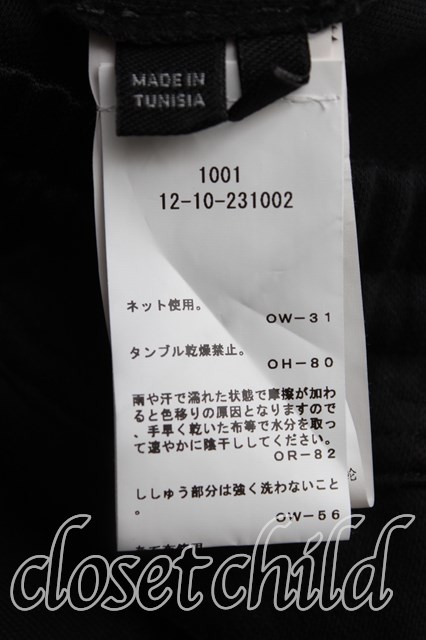 MADE IN
TUNISIA
1001
12-10-231002
ネット使用。
OW-31
タンブル乾燥禁止。
OH-80
雨や汗で濡れた状態で摩擦が加わ
ると色移りの原因となりますので
、手早く乾いた布等で水分を取っ
て速やかに陰干ししてください。
OR-82
ししゅう部分は強く洗わないこと
。
OW-56
closet child